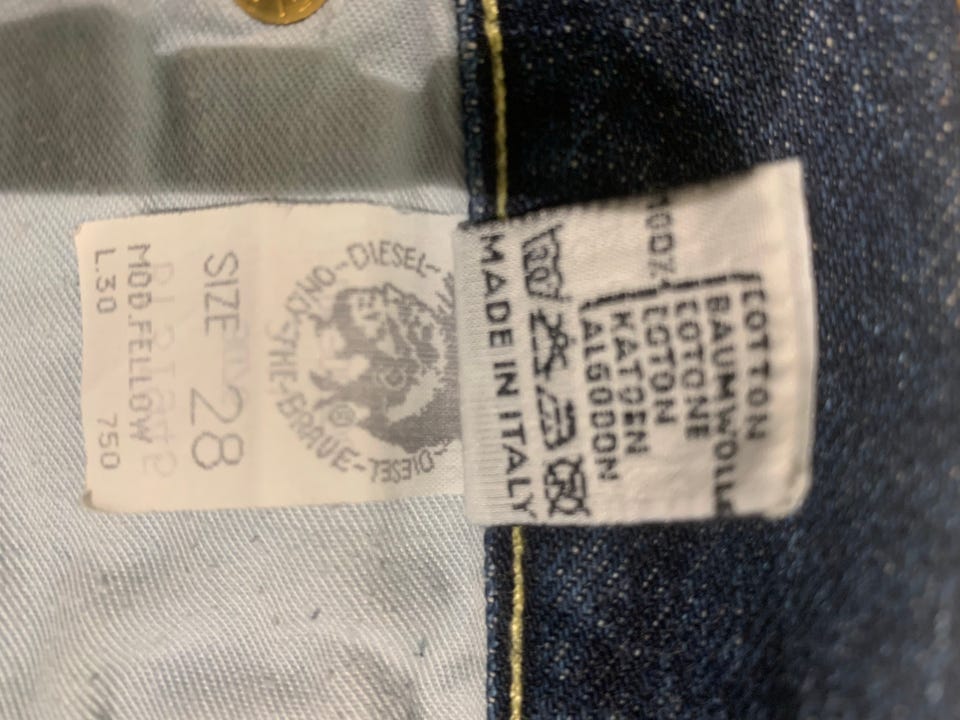 DIESEL
ONLY-THE-BRAVE-DIESEL
SIZE 28
MOD.FELLOW 750
L.30
COTTON
BAUMWOLLE
COTONE
100% COTON
KATOEN
ALGODON
MADE IN ITALY